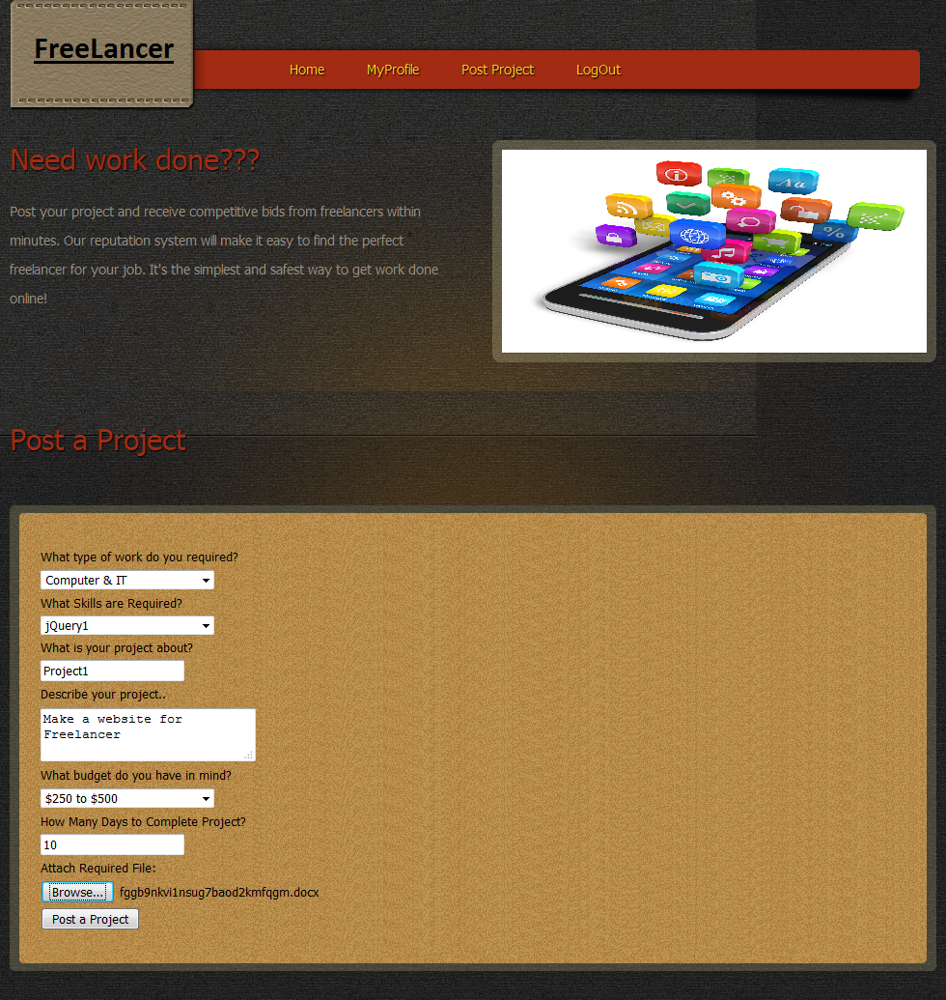 FreeLancer
Home MyProfile Post Project LogOut
Need work done???
Post your project and receive competitive bids from freelancers within
minutes. Our reputation system will make it easy to find the perfect
freelancer for your job. It's the simplest and safest way to get work done
online!
Aa
%
Post a Project
What type of work do you required?
Computer & IT
What Skills are Required?
jQuery1
What is your project about?
Project1
Describe your project..
Make a website for
Freelancer
What budget do you have in mind?
$250 to $500
How Many Days to Complete Project?
10
Attach Required File:
Browse... fggb9nkvi1nsug7baod2kmfqgm.docx
Post a Project